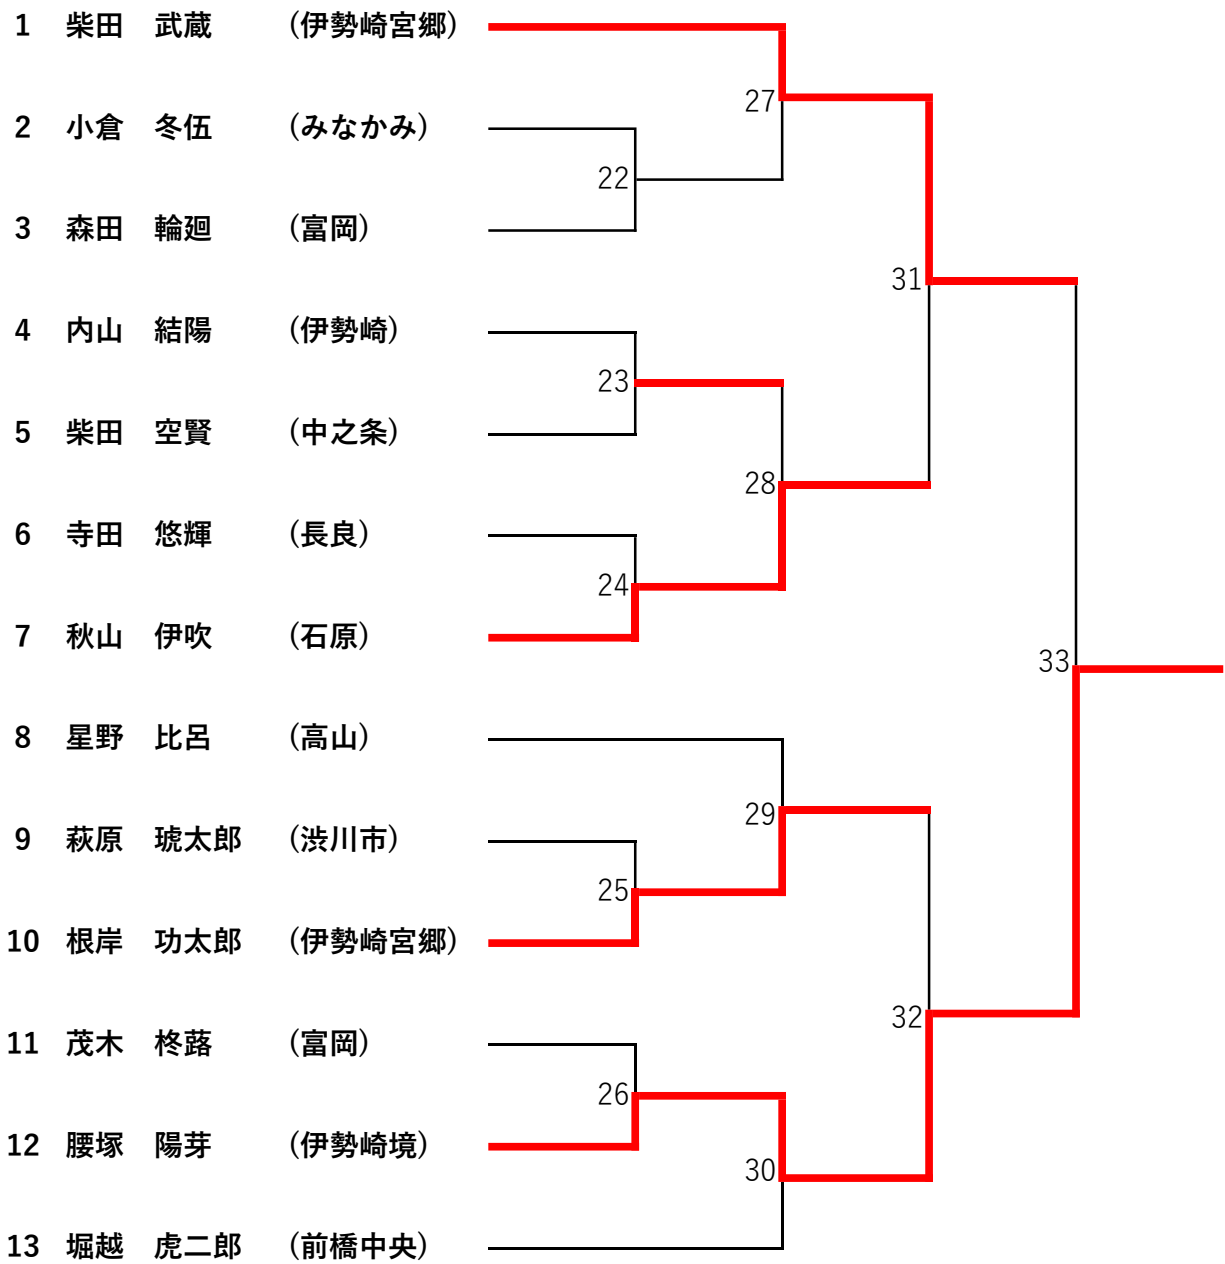 1 柴田 武蔵 (伊勢崎宮郷)
27
2 小倉 冬伍 (みなかみ)
22
3 森田 輪廻 (富岡)
31
4 内山 結陽 (伊勢崎)
23
5 柴田 空賢 (中之条)
28
6 寺田 悠輝 (長良)
24
7 秋山 伊吹 (石原)
33
8 星野 比呂 (高山)
29
9 萩原 琥太郎 (渋川市)
25
10 根岸 功太郎 (伊勢崎宮郷)
32
11 茂木 柊蕗 (富岡)
26
12 腰塚 陽芽 (伊勢崎境)
30
13 堀越 虎二郎 (前橋中央)